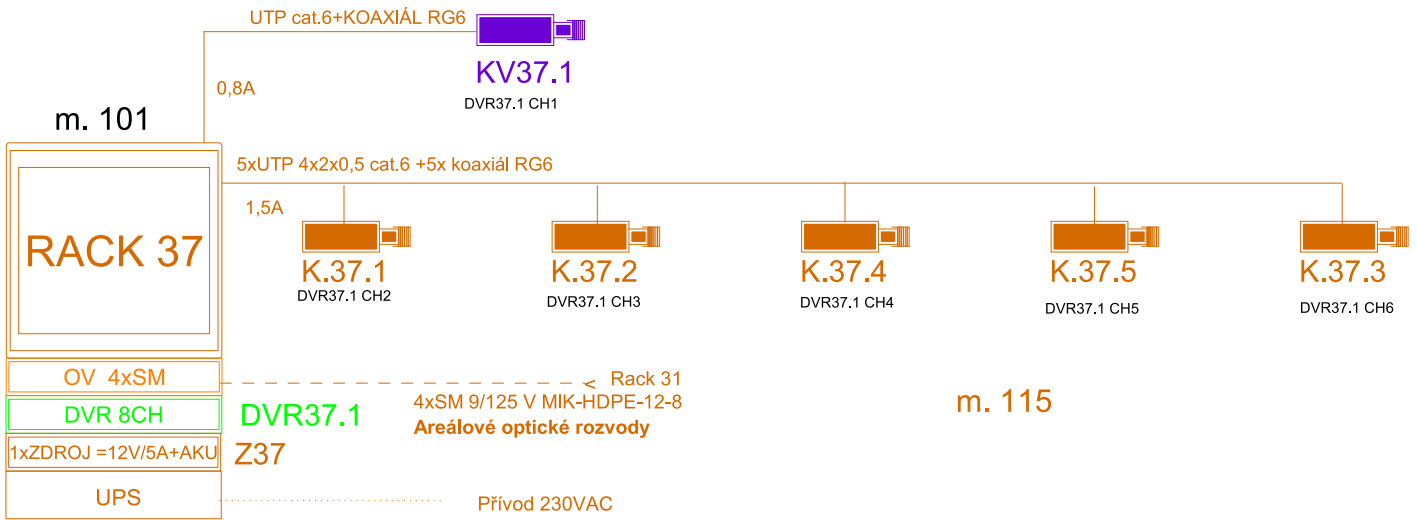 UTP cat.6+KOAXIÁL RG6
KV37.1
DVR37.1 CH1
0,8A
m. 101
5xUTP 4x2x0,5 cat.6 +5x koaxiál RG6
1,5A
RACK 37
K.37.1
DVR37.1 CH2
K.37.2
DVR37.1 CH3
K.37.4
DVR37.1 CH4
K.37.5
DVR37.1 CH5
K.37.3
DVR37.1 CH6
OV 4xSM
Rack 31
4xSM 9/125 V MIK-HDPE-12-8
Areálové optické rozvody
m. 115
DVR 8CH
DVR37.1
1xZDROJ =12V/5A+AKU
Z37
UPS
Přívod 230VAC